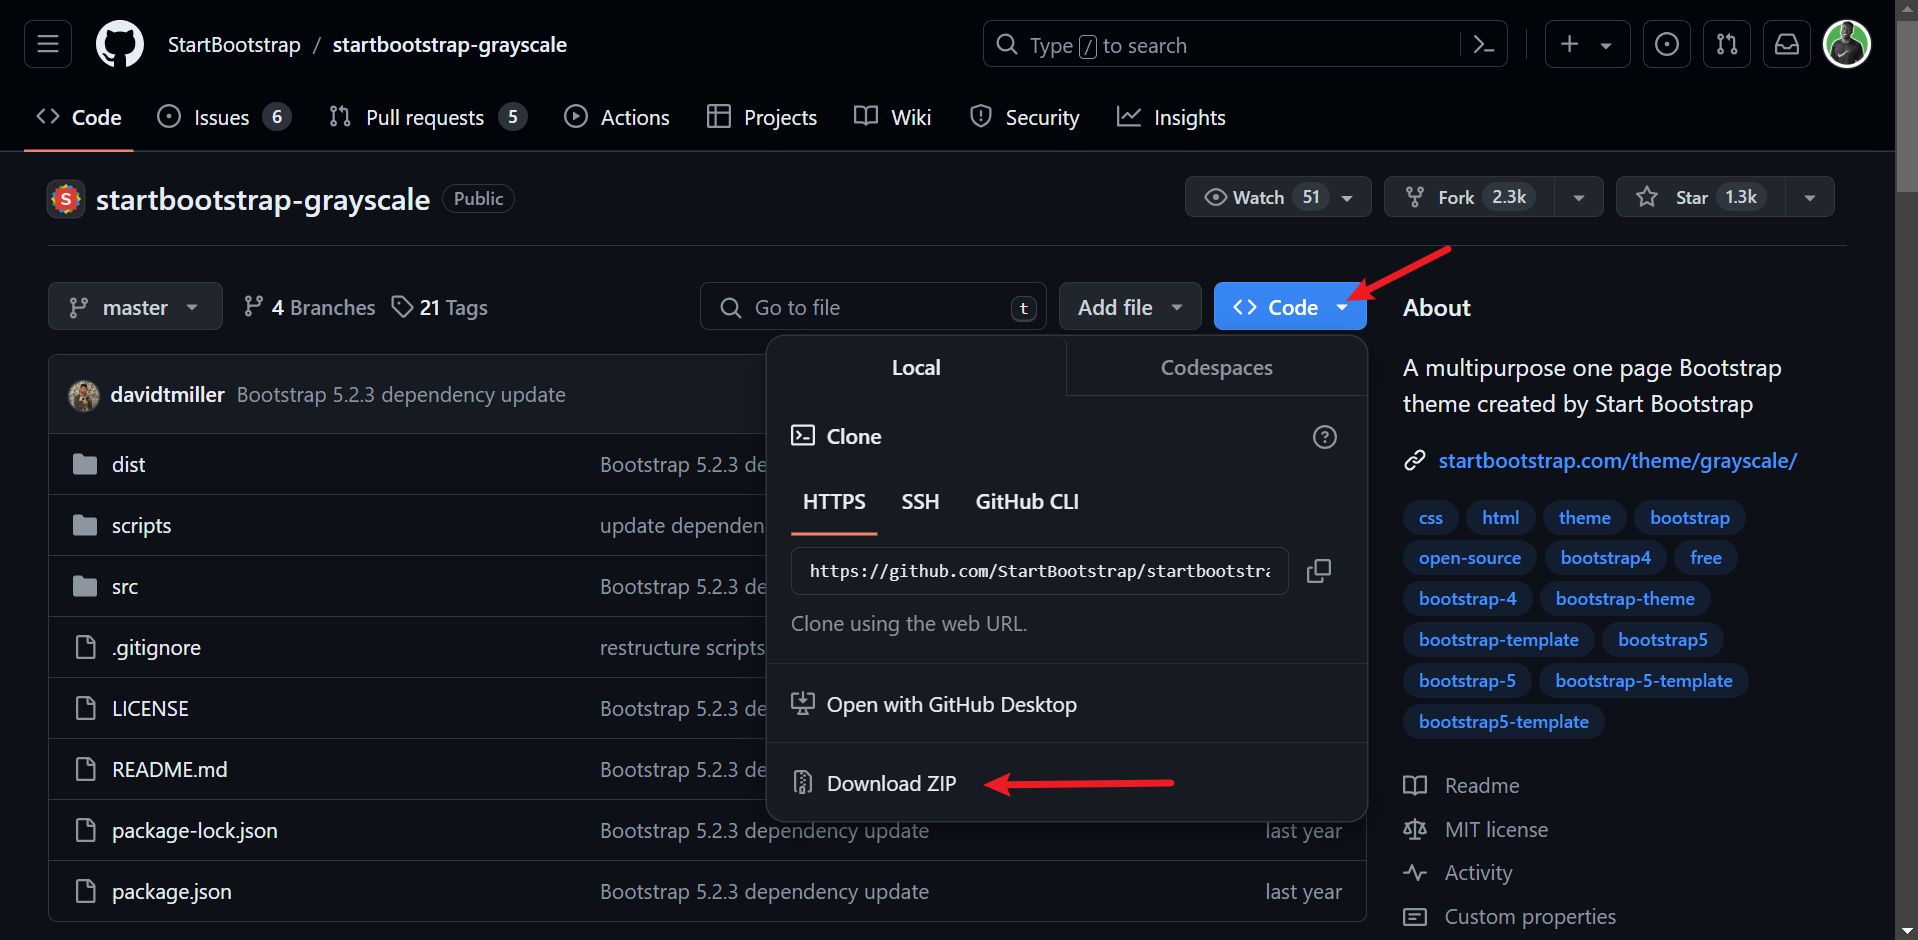 StartBootstrap / startbootstrap-grayscale
Type / to search
Code
Issues 6
Pull requests 5
Actions
Projects
Wiki
Security
Insights
S
startbootstrap-grayscale Public
Watch 51
Fork 2.3k
Star 1.3k
master
4 Branches
21 Tags
Go to file t
Add file
Code
davidtmiller Bootstrap 5.2.3 dependency update
dist Bootstrap 5.2.3 de
scripts update dependen
src Bootstrap 5.2.3 de
.gitignore restructure scripts
LICENSE Bootstrap 5.2.3 de
README.md Bootstrap 5.2.3 de
package-lock.json Bootstrap 5.2.3 dependency update last year
package.json Bootstrap 5.2.3 dependency update last year
Local
Codespaces
Clone
HTTPS SSH GitHub CLI
https://github.com/StartBootstrap/startbootstra
Clone using the web URL.
Open with GitHub Desktop
Download ZIP
About
A multipurpose one page Bootstrap
theme created by Start Bootstrap
startbootstrap.com/theme/grayscale/
css html theme bootstrap
open-source bootstrap4 free
bootstrap-4 bootstrap-theme
bootstrap-template bootstrap5
bootstrap-5 bootstrap-5-template
bootstrap5-template
Readme
MIT license
Activity
Custom properties